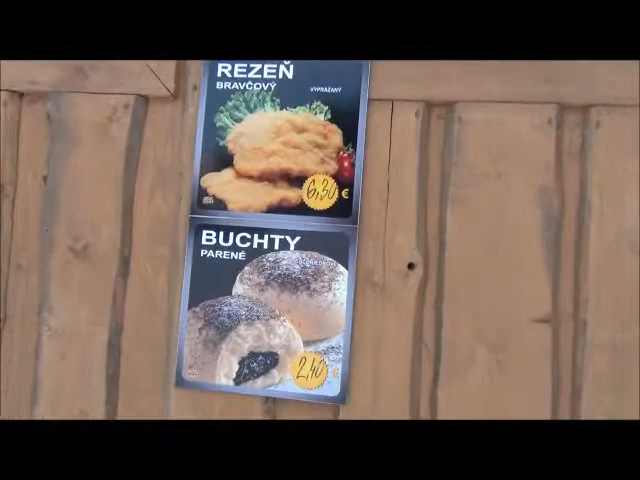 REZEŇ
BRAVČOVÝ
VYPRÁŽANÝ
6,30 €
BUCHTY
PARENÉ
2,40 €